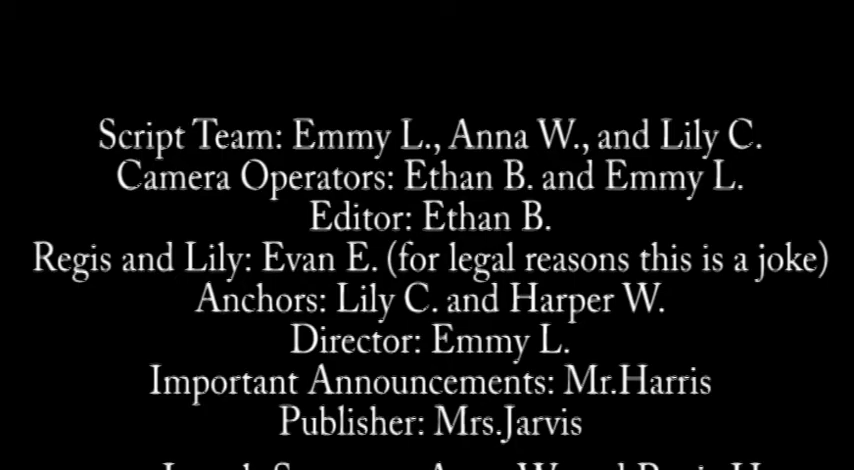 Script Team: Emmy L., Anna W., and Lily C.
Camera Operators: Ethan B. and Emmy L.
Editor: Ethan B.
Regis and Lily: Evan E. (for legal reasons this is a joke)
Anchors: Lily C. and Harper W.
Director: Emmy L.
Important Announcements: Mr.Harris
Publisher: Mrs.Jarvis